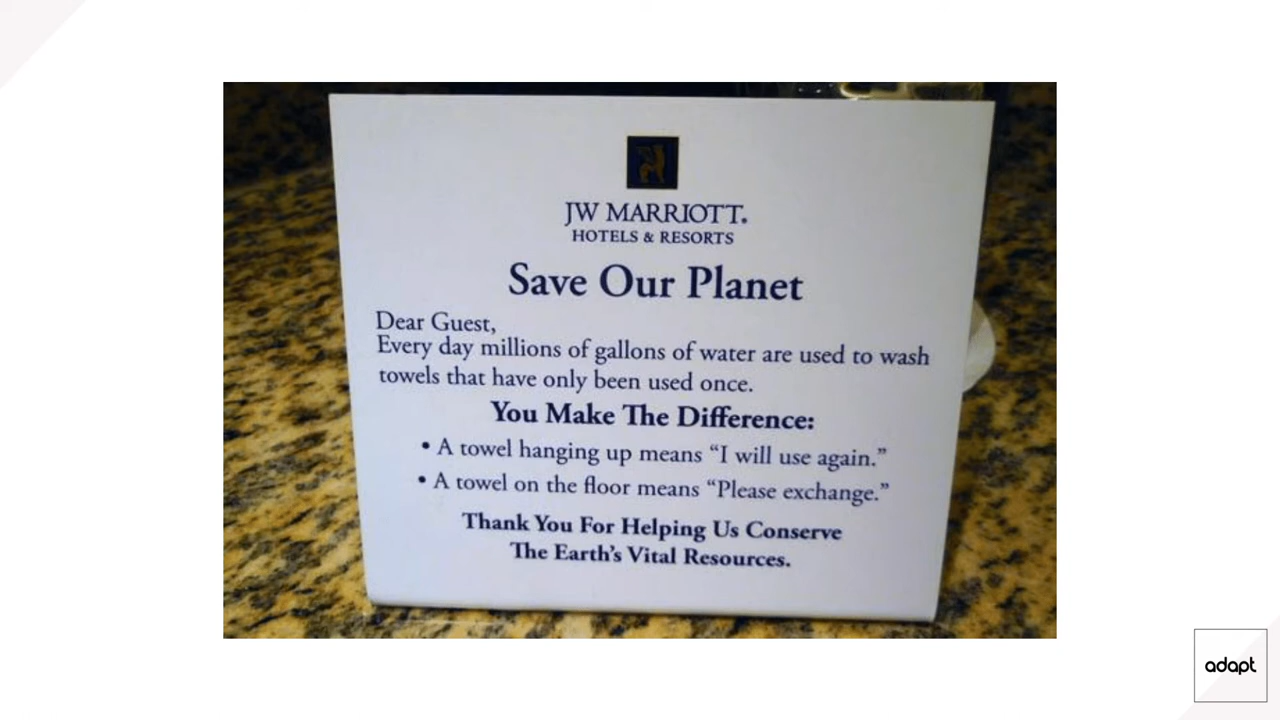 JW MARRIOTT.
HOTELS & RESORTS
Save Our Planet
Dear Guest,
Every day millions of gallons of water are used to wash
towels that have only been used once.
You Make The Difference:
• A towel hanging up means “I will use again.”
• A towel on the floor means “Please exchange.”
Thank You For Helping Us Conserve
The Earth’s Vital Resources.
adapt